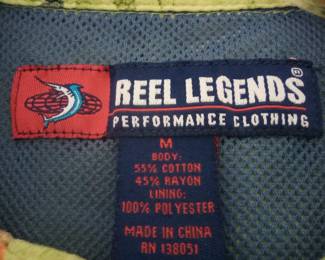 REEL LEGENDS®
PERFORMANCE CLOTHING
M
BODY:
55% COTTON
45% RAYON
LINING:
100% POLYESTER
MADE IN CHINA
RN 138051